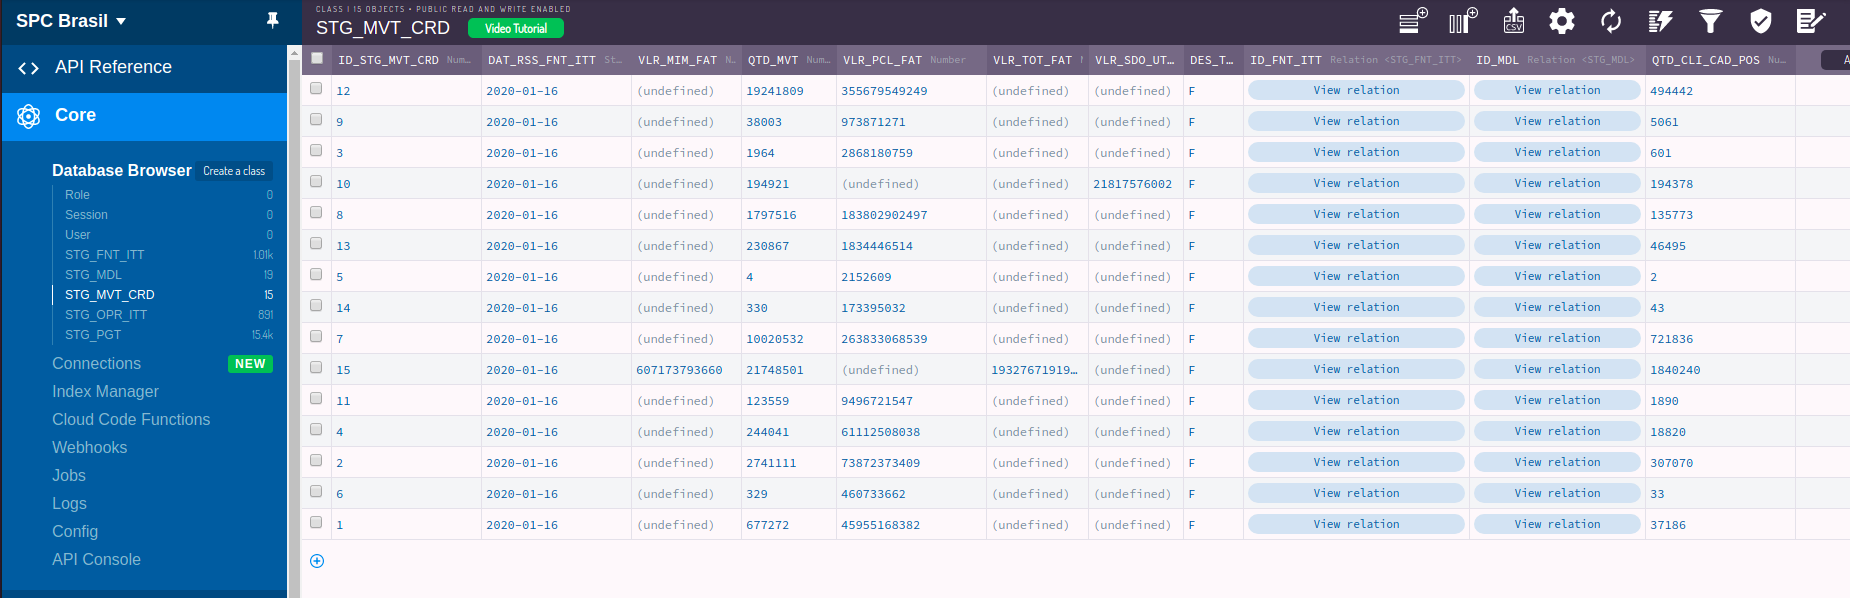 SPC Brasil
API Reference
Core
Database Browser Create a class
Role 0
Session 0
User 0
STG_FNT_ITT 1.01k
STG_MDL 19
STG_MVT_CRD 15
STG_OPR_ITT 891
STG_PGT 15.4k
Connections NEW
Index Manager
Cloud Code Functions
Webhooks
Jobs
Logs
Config
API Console
CLASS | 15 OBJECTS • PUBLIC READ AND WRITE ENABLED
STG_MVT_CRD Video Tutorial
CSV
ID_STG_MVT_CRD Num... DAT_RSS_FNT_ITT St... VLR_MIM_FAT N... QTD_MVT Num... VLR_PCL_FAT Number VLR_TOT_FAT VLR_SDO_UT... DES_T... ID_FNT_ITT Relation <STG_FNT_ITT> ID_MDL Relation <STG_MDL> QTD_CLI_CAD_POS Nu... A
12 2020-01-16 (undefined) 19241809 355679549249 (undefined) (undefined) F View relation View relation 494442
9 2020-01-16 (undefined) 38003 973871271 (undefined) (undefined) F View relation View relation 5061
3 2020-01-16 (undefined) 1964 2868180759 (undefined) (undefined) F View relation View relation 601
10 2020-01-16 (undefined) 194921 (undefined) (undefined) 21817576002 F View relation View relation 194378
8 2020-01-16 (undefined) 1797516 183802902497 (undefined) (undefined) F View relation View relation 135773
13 2020-01-16 (undefined) 230867 1834446514 (undefined) (undefined) F View relation View relation 46495
5 2020-01-16 (undefined) 4 2152609 (undefined) (undefined) F View relation View relation 2
14 2020-01-16 (undefined) 330 173395032 (undefined) (undefined) F View relation View relation 43
7 2020-01-16 (undefined) 10020532 263833068539 (undefined) (undefined) F View relation View relation 721836
15 2020-01-16 607173793660 21748501 (undefined) 19327671919... (undefined) F View relation View relation 1840240
11 2020-01-16 (undefined) 123559 9496721547 (undefined) (undefined) F View relation View relation 1890
4 2020-01-16 (undefined) 244041 61112508038 (undefined) (undefined) F View relation View relation 18820
2 2020-01-16 (undefined) 2741111 73872373409 (undefined) (undefined) F View relation View relation 307070
6 2020-01-16 (undefined) 329 460733662 (undefined) (undefined) F View relation View relation 33
1 2020-01-16 (undefined) 677272 45955168382 (undefined) (undefined) F View relation View relation 37186